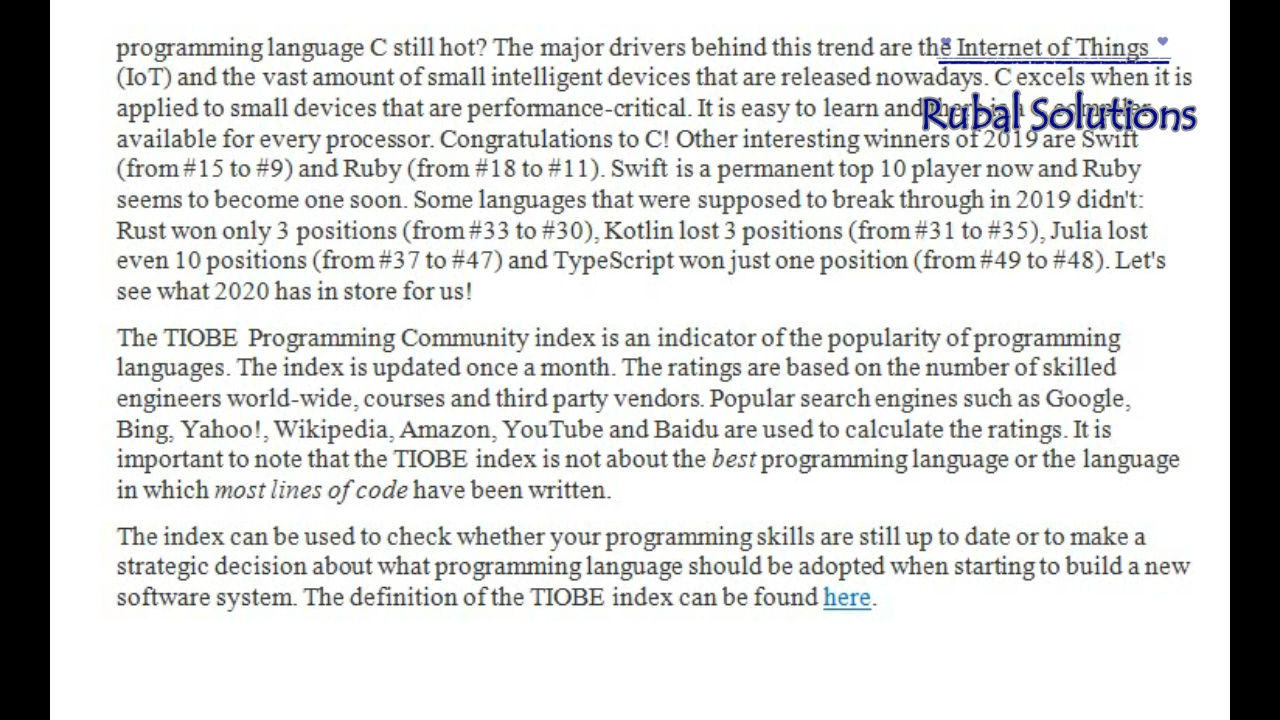 programming language C still hot? The major drivers behind this trend are the Internet of Things
(IoT) and the vast amount of small intelligent devices that are released nowadays. C excels when it is
applied to small devices that are performance-critical. It is easy to learn and
Rubal Solutions
available for every processor. Congratulations to C! Other interesting winners of 2019 are Swift
(from #15 to #9) and Ruby (from #18 to #11). Swift is a permanent top 10 player now and Ruby
seems to become one soon. Some languages that were supposed to break through in 2019 didn't:
Rust won only 3 positions (from #33 to #30), Kotlin lost 3 positions (from #31 to #35), Julia lost
even 10 positions (from #37 to #47) and TypeScript won just one position (from #49 to #48). Let's
see what 2020 has in store for us!
The TIOBE Programming Community index is an indicator of the popularity of programming
languages. The index is updated once a month. The ratings are based on the number of skilled
engineers world-wide, courses and third party vendors. Popular search engines such as Google,
Bing, Yahoo!, Wikipedia, Amazon, YouTube and Baidu are used to calculate the ratings. It is
important to note that the TIOBE index is not about the best programming language or the language
in which most lines of code have been written.
The index can be used to check whether your programming skills are still up to date or to make a
strategic decision about what programming language should be adopted when starting to build a new
software system. The definition of the TIOBE index can be found here.